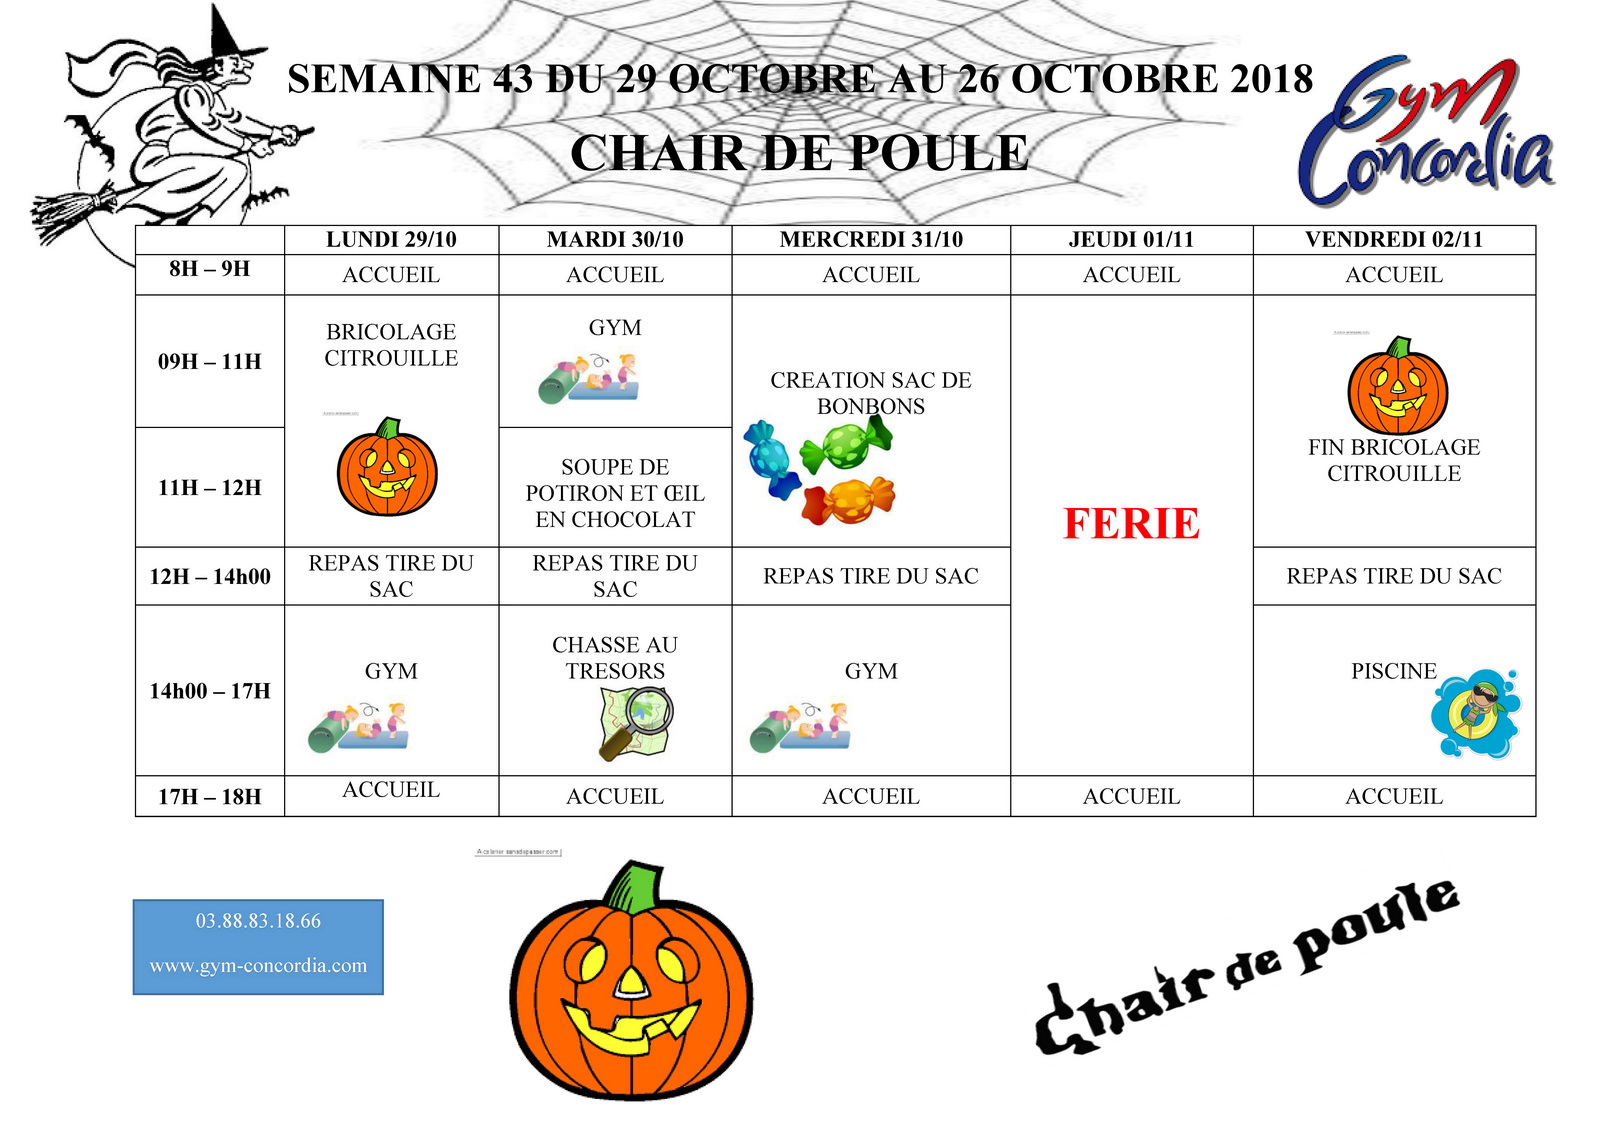 SEMAINE 43 DU 29 OCTOBRE AU 26 OCTOBRE 2018
CHAIR DE POULE
Gym
Concordia
LUNDI 29/10 MARDI 30/10 MERCREDI 31/10 JEUDI 01/11 VENDREDI 02/11
8H – 9H ACCUEIL ACCUEIL ACCUEIL ACCUEIL ACCUEIL
09H – 11H
BRICOLAGE
CITROUILLE
GYM
CREATION SAC DE
BONBONS
FERIE
FIN BRICOLAGE
CITROUILLE
11H – 12H
SOUPE DE
POTIRON ET ŒIL
EN CHOCOLAT
12H – 14h00
REPAS TIRE DU
SAC
REPAS TIRE DU
SAC
REPAS TIRE DU SAC
REPAS TIRE DU SAC
14h00 – 17H
GYM
CHASSE AU
TRESORS
GYM
PISCINE
17H – 18H ACCUEIL ACCUEIL ACCUEIL ACCUEIL ACCUEIL
03.88.83.18.66
www.gym-concordia.com
Chair de poule